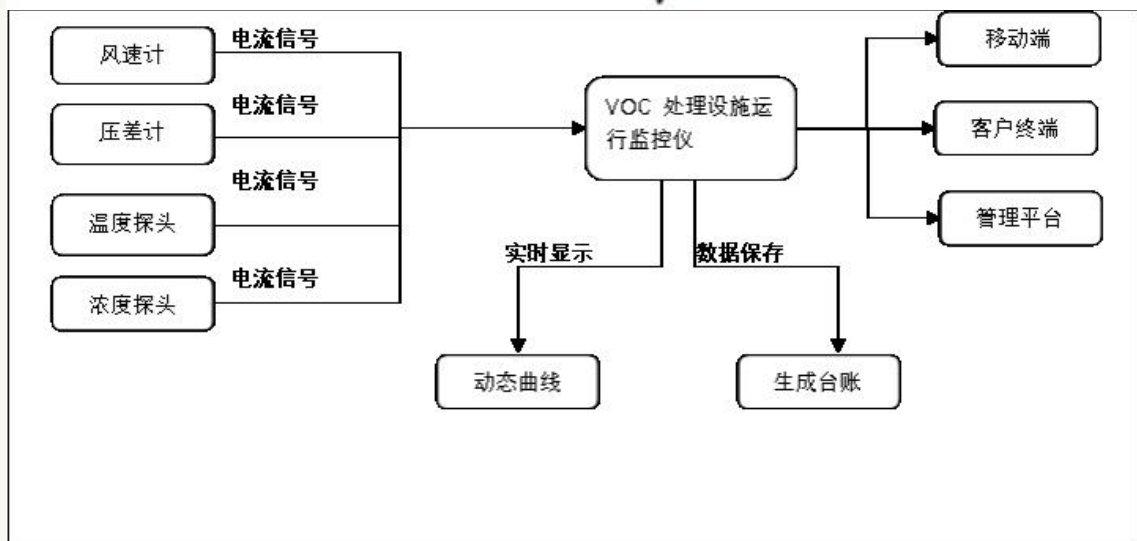 风速计
电流信号
压差计
电流信号
温度探头
电流信号
浓度探头
电流信号
VOC 处理设施运
行监控仪
移动端
客户终端
管理平台
实时显示
数据保存
动态曲线
生成台账